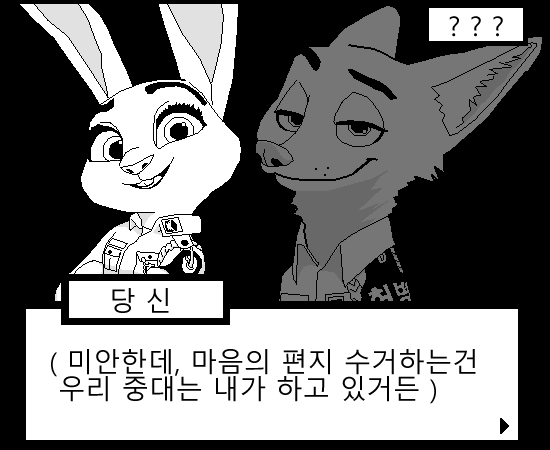 ? ? ?
당 신
( 미안한데, 마음의 편지 수거하는건
우리 중대는 내가 하고 있거든 )